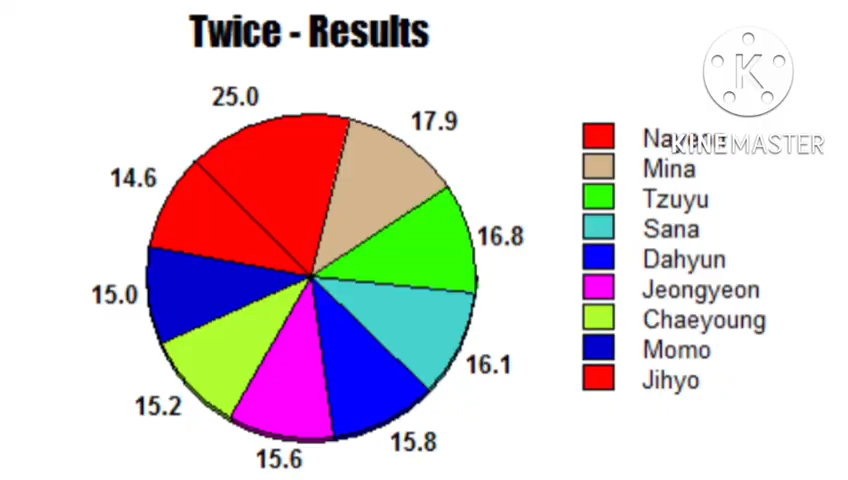 Twice - Results
25.0
17.9
14.6
16.8
15.0
16.1
15.2
15.8
15.6
K
KINEMASTER
Mina
Tzuyu
Sana
Dahyun
Jeongyeon
Chaeyoung
Momo
Jihyo